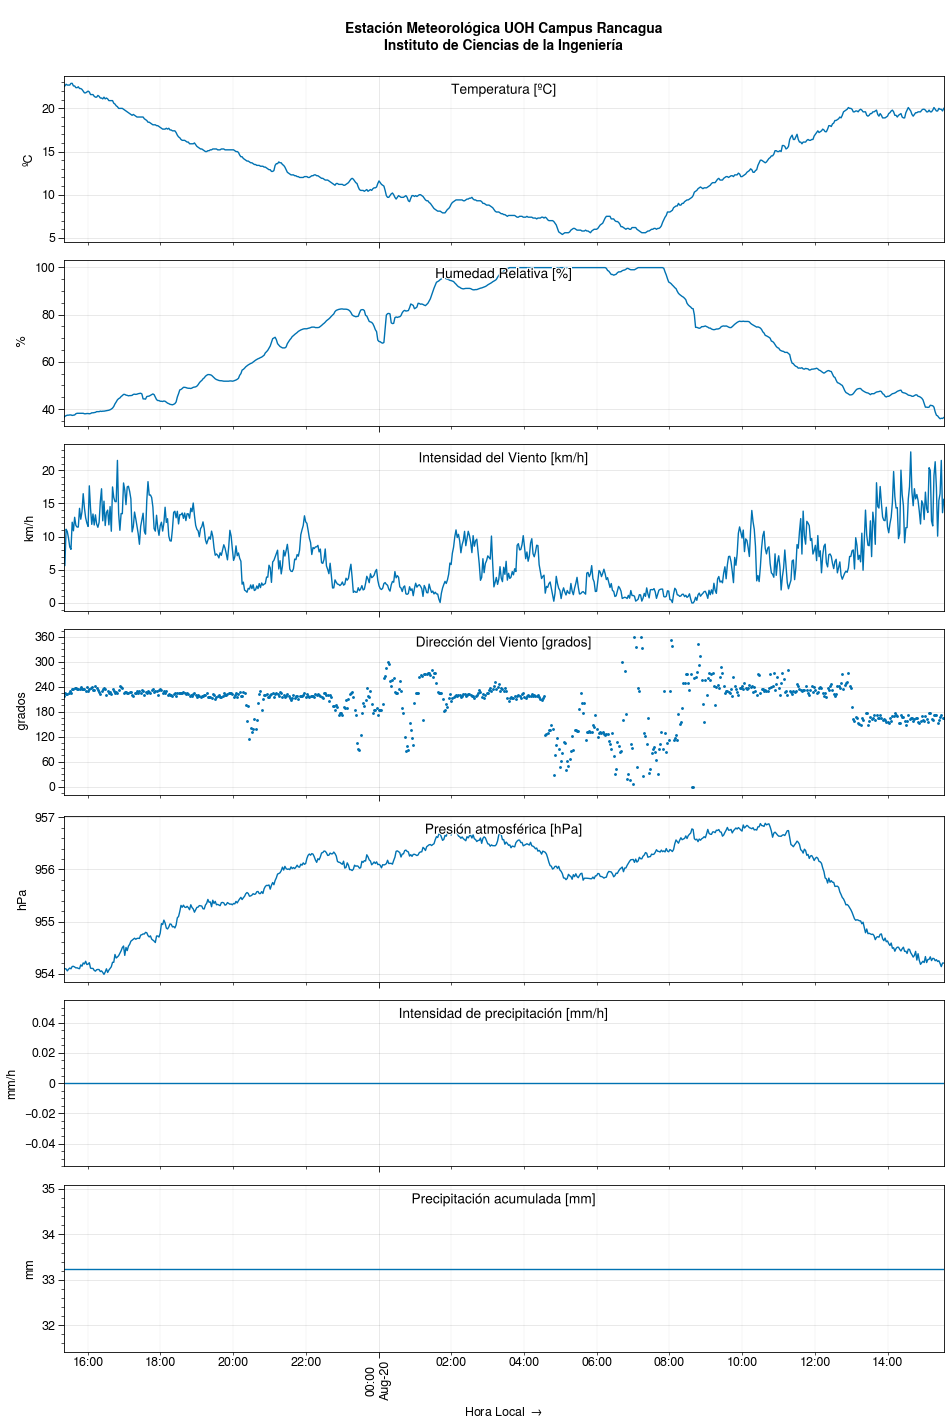 Estación Meteorológica UOH Campus Rancagua
Instituto de Ciencias de la Ingeniería
Temperatura [ºC]
20
15
10
5
ºC
Humedad Relativa [%]
100
80
60
40
%
Intensidad del Viento [km/h]
20
15
10
5
0
km/h
Dirección del Viento [grados]
360
300
240
180
120
60
0
grados
Presión atmosférica [hPa]
957
956
955
954
hPa
Intensidad de precipitación [mm/h]
0.04
0.02
0
−0.02
−0.04
mm/h
Precipitación acumulada [mm]
35
34
33
32
mm
16:00 18:00 20:00 22:00 00:00 02:00 04:00 06:00 08:00 10:00 12:00 14:00
Aug-20
Hora Local →